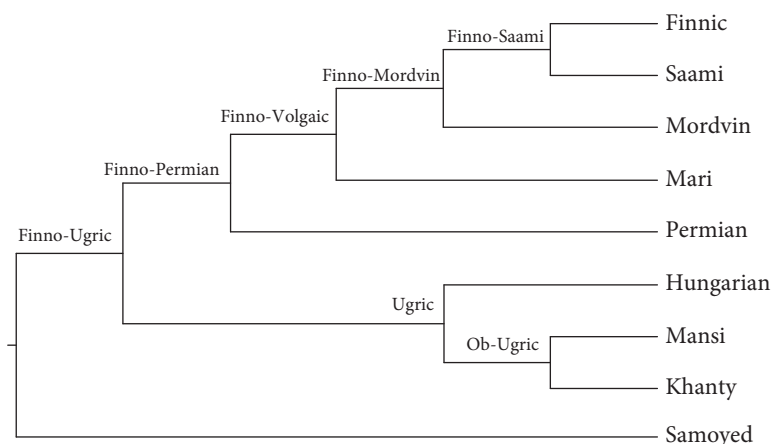 Finnic
Finno-Saami
Saami
Finno-Mordvin
Finno-Volgaic
Mordvin
Finno-Permian
Mari
Permian
Finno-Ugric
Hungarian
Ugric
Mansi
Ob-Ugric
Khanty
Samoyed